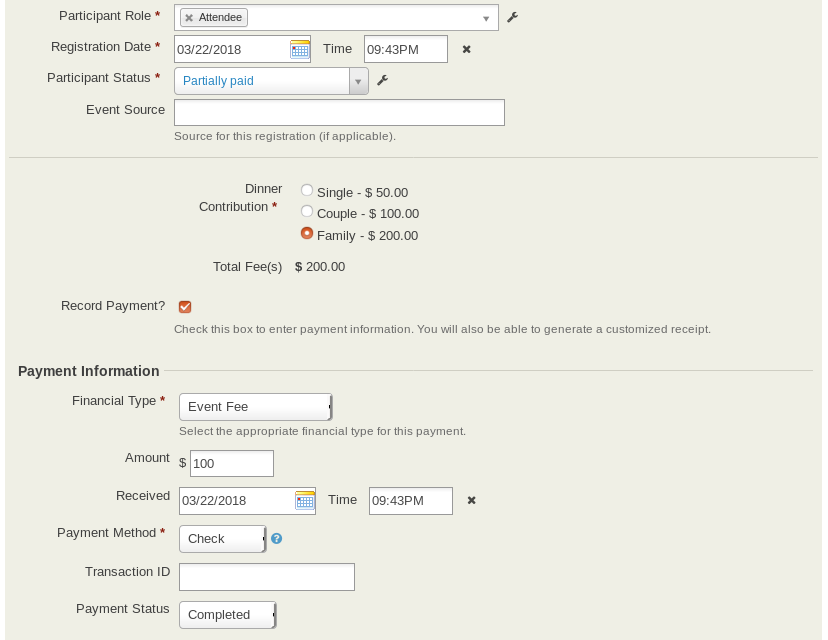 Participant Role * ✖ Attendee
Registration Date * 03/22/2018 Time 09:43PM ✖
Participant Status * Partially paid
Event Source
Source for this registration (if applicable).
Dinner
Contribution *
Single - $ 50.00
Couple - $ 100.00
Family - $ 200.00
Total Fee(s) $ 200.00
Record Payment?
Check this box to enter payment information. You will also be able to generate a customized receipt.
Payment Information
Financial Type * Event Fee
Select the appropriate financial type for this payment.
Amount $ 100
Received 03/22/2018 Time 09:43PM ✖
Payment Method * Check ?
Transaction ID
Payment Status Completed